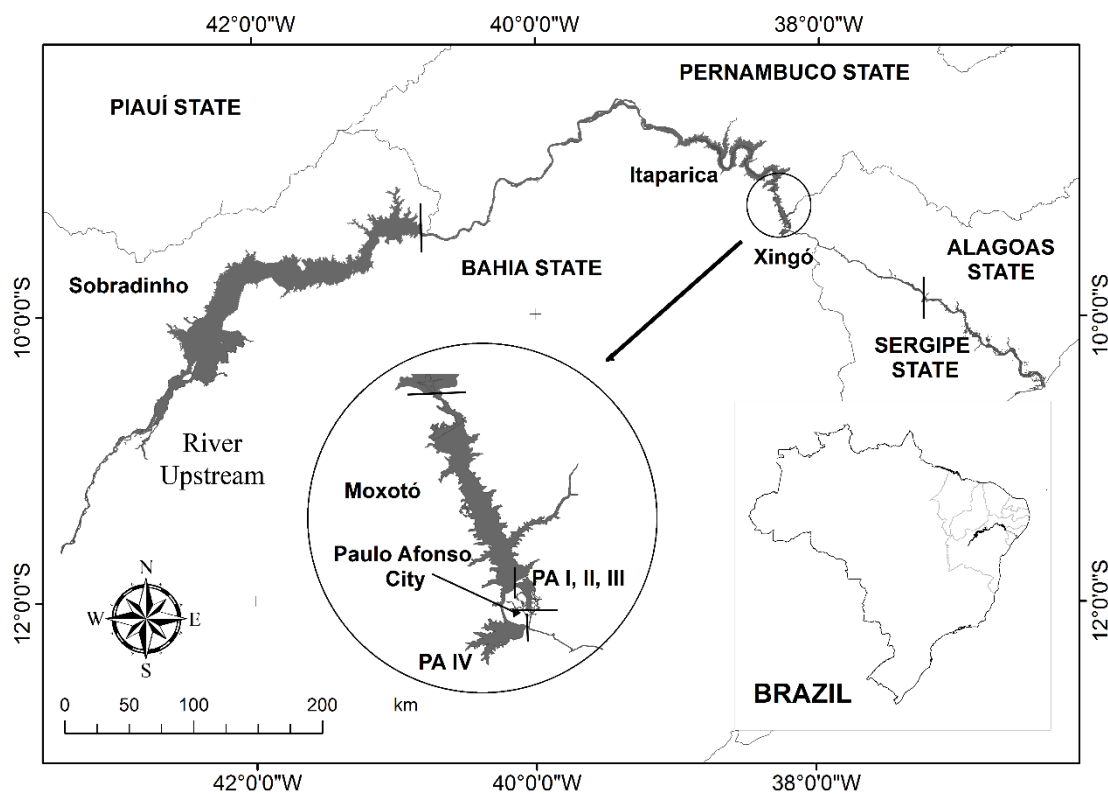 42°0'0"W 40°0'0"W 38°0'0"W
PERNAMBUCO STATE
PIAUÍ STATE
Itaparica
Sobradinho
BAHIA STATE
Xingó
ALAGOAS
STATE
10°0'0"S
10°0'0"S
SERGIPE
STATE
River
Upstream
Moxotó
Paulo Afonso
City
PA I, II, III
PA IV
12°0'0"S
12°0'0"S
N
W
E
S
BRAZIL
0 50 100 200 km
42°0'0"W 40°0'0"W 38°0'0"W